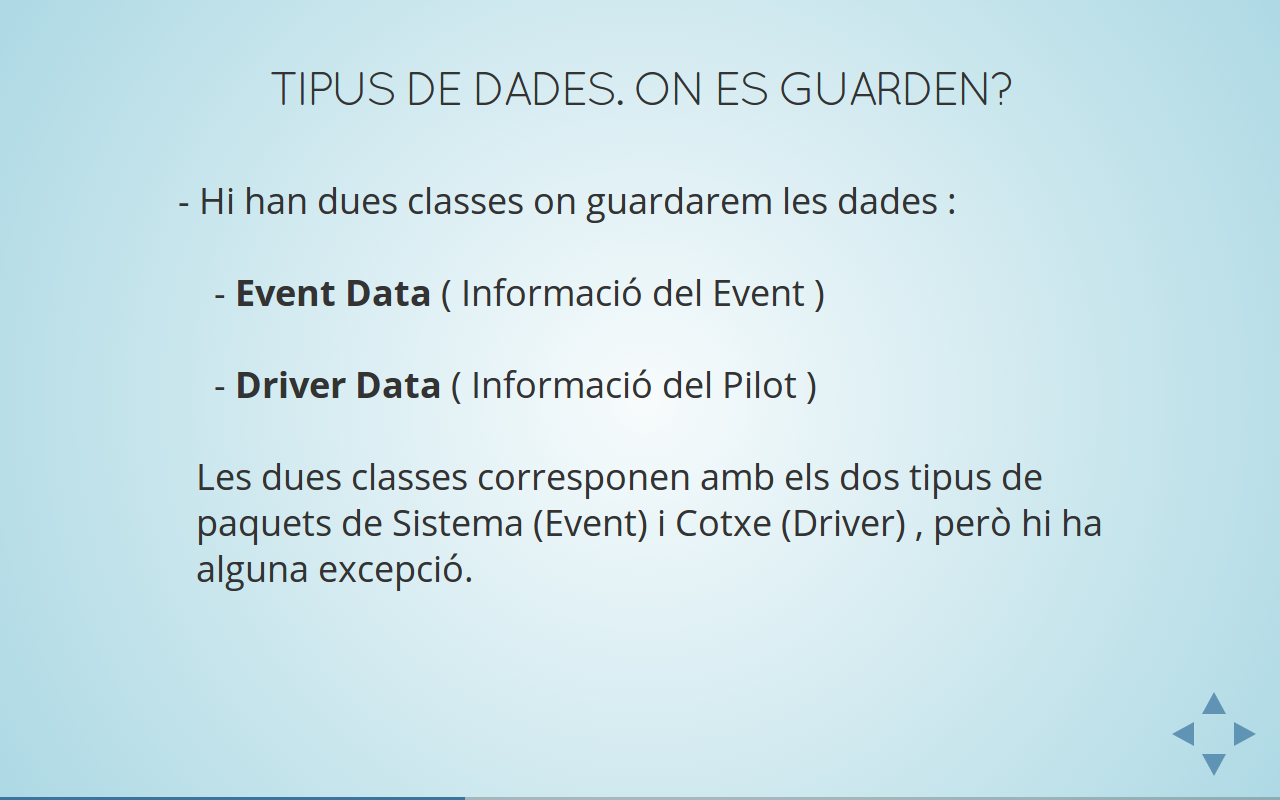 TIPUS DE DADES. ON ES GUARDEN?
- Hi han dues classes on guardarem les dades :
- Event Data ( Informació del Event )
- Driver Data ( Informació del Pilot )
Les dues classes corresponen amb els dos tipus de
paquets de Sistema (Event) i Cotxe (Driver) , però hi ha
alguna excepció.